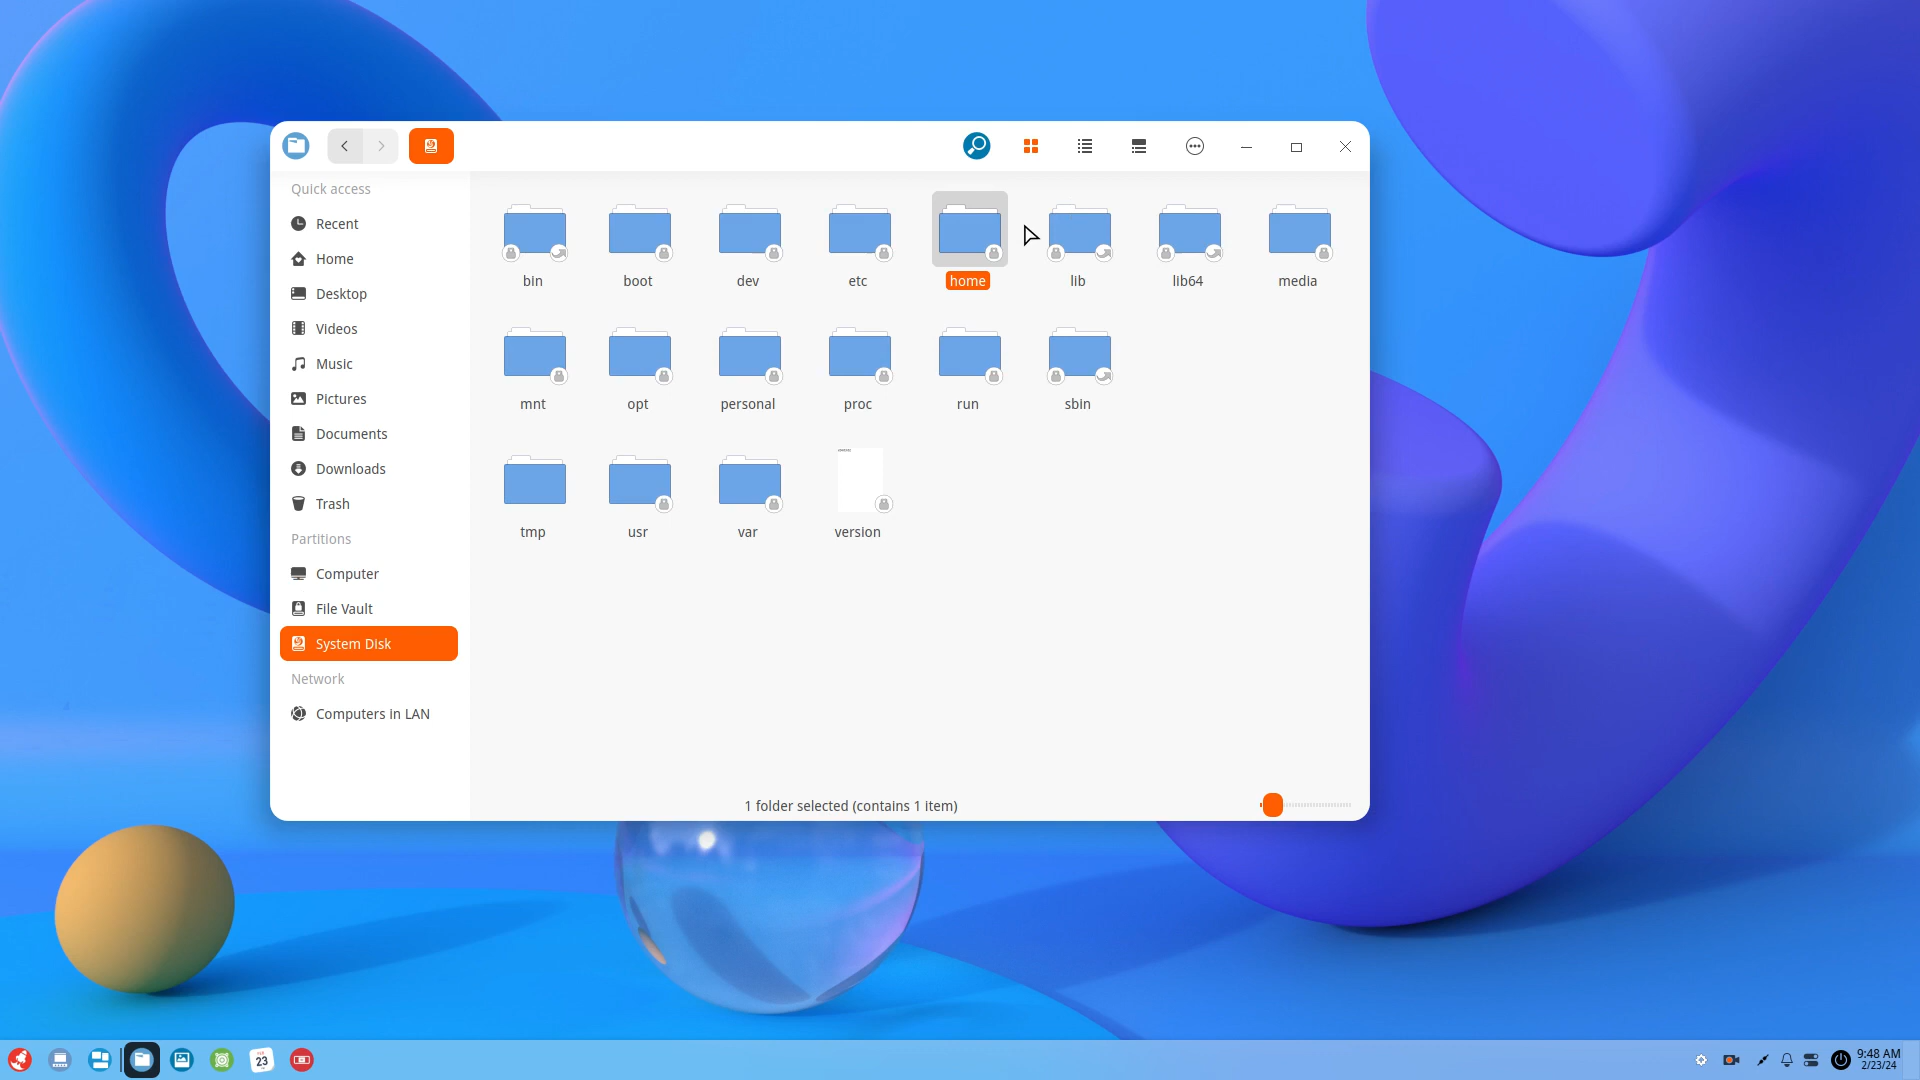 Quick access
Recent
Home
Desktop
Videos
Music
Pictures
Documents
Downloads
Trash
Partitions
Computer
File Vault
System Disk
Network
Computers in LAN
bin boot dev etc home lib lib64 media
mnt opt personal proc run sbin
tmp usr var version
1 folder selected (contains 1 item)
23
9:48 AM
2/23/24